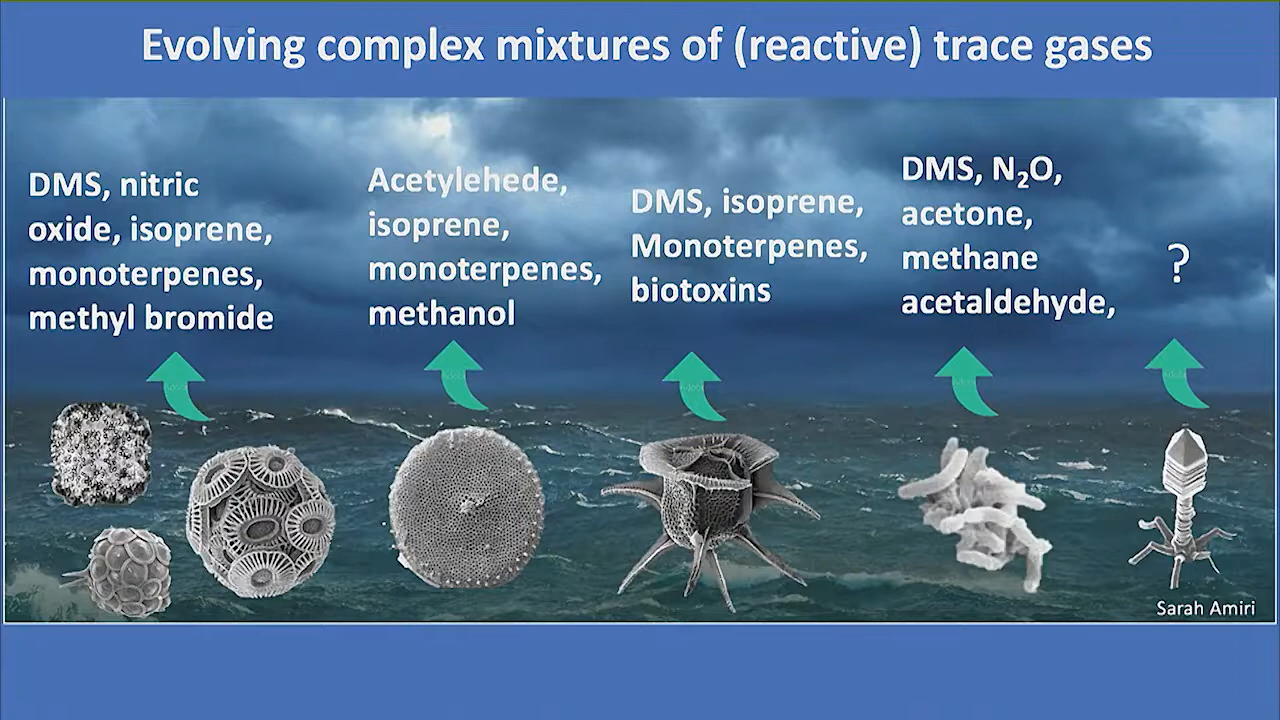 Evolving complex mixtures of (reactive) trace gases
DMS, nitric
oxide, isoprene,
monoterpenes,
methyl bromide
Acetylehede,
isoprene,
monoterpenes,
methanol
DMS, isoprene,
Monoterpenes,
biotoxins
DMS, N₂O,
acetone,
methane
acetaldehyde,
?
Sarah Amiri